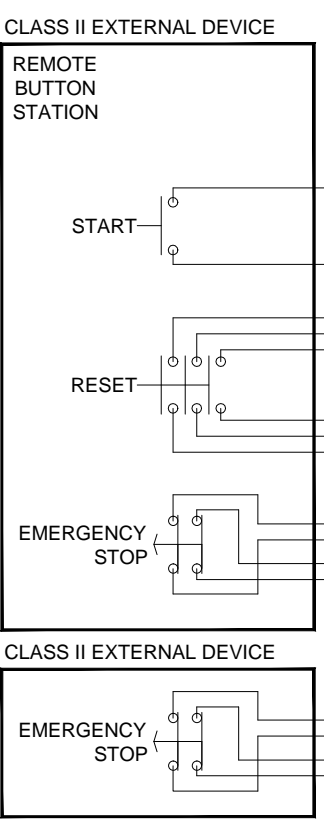 CLASS II EXTERNAL DEVICE
REMOTE
BUTTON
STATION
START
RESET
EMERGENCY
STOP
CLASS II EXTERNAL DEVICE
EMERGENCY
STOP